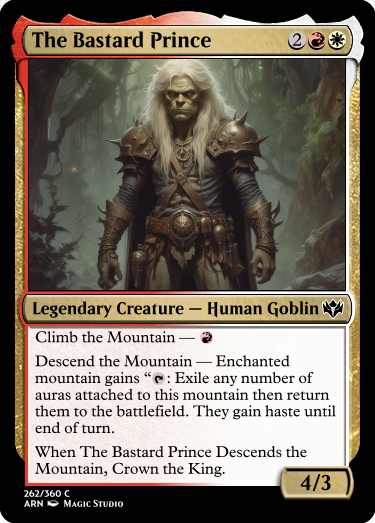 The Bastard Prince 2
Legendary Creature — Human Goblin
Climb the Mountain —
Descend the Mountain — Enchanted
mountain gains “: Exile any number of
auras attached to this mountain then return
them to the battlefield. They gain haste until
end of turn.
When The Bastard Prince Descends the
Mountain, Crown the King.
4/3
262/360 C
ARN Magic Studio